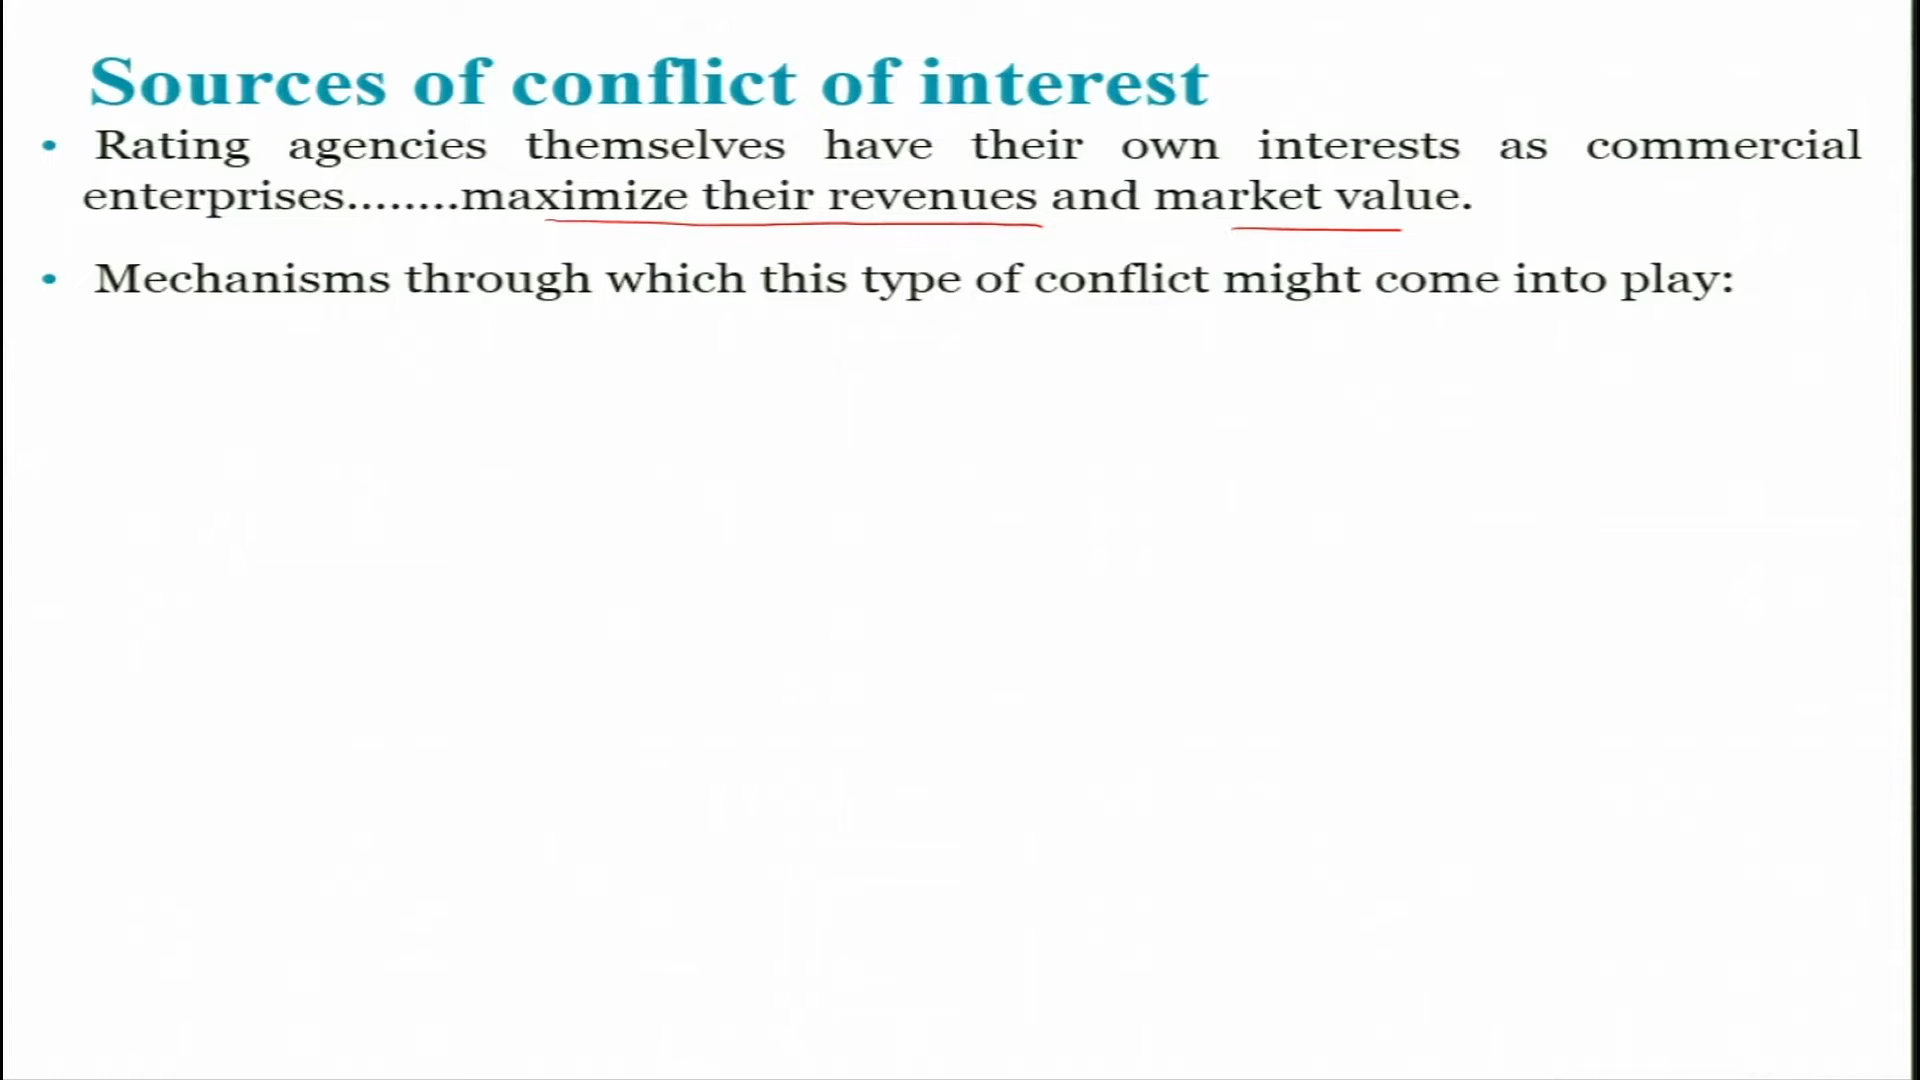 Sources of conflict of interest
• Rating agencies themselves have their own interests as commercial
enterprises........maximize their revenues and market value.
• Mechanisms through which this type of conflict might come into play: